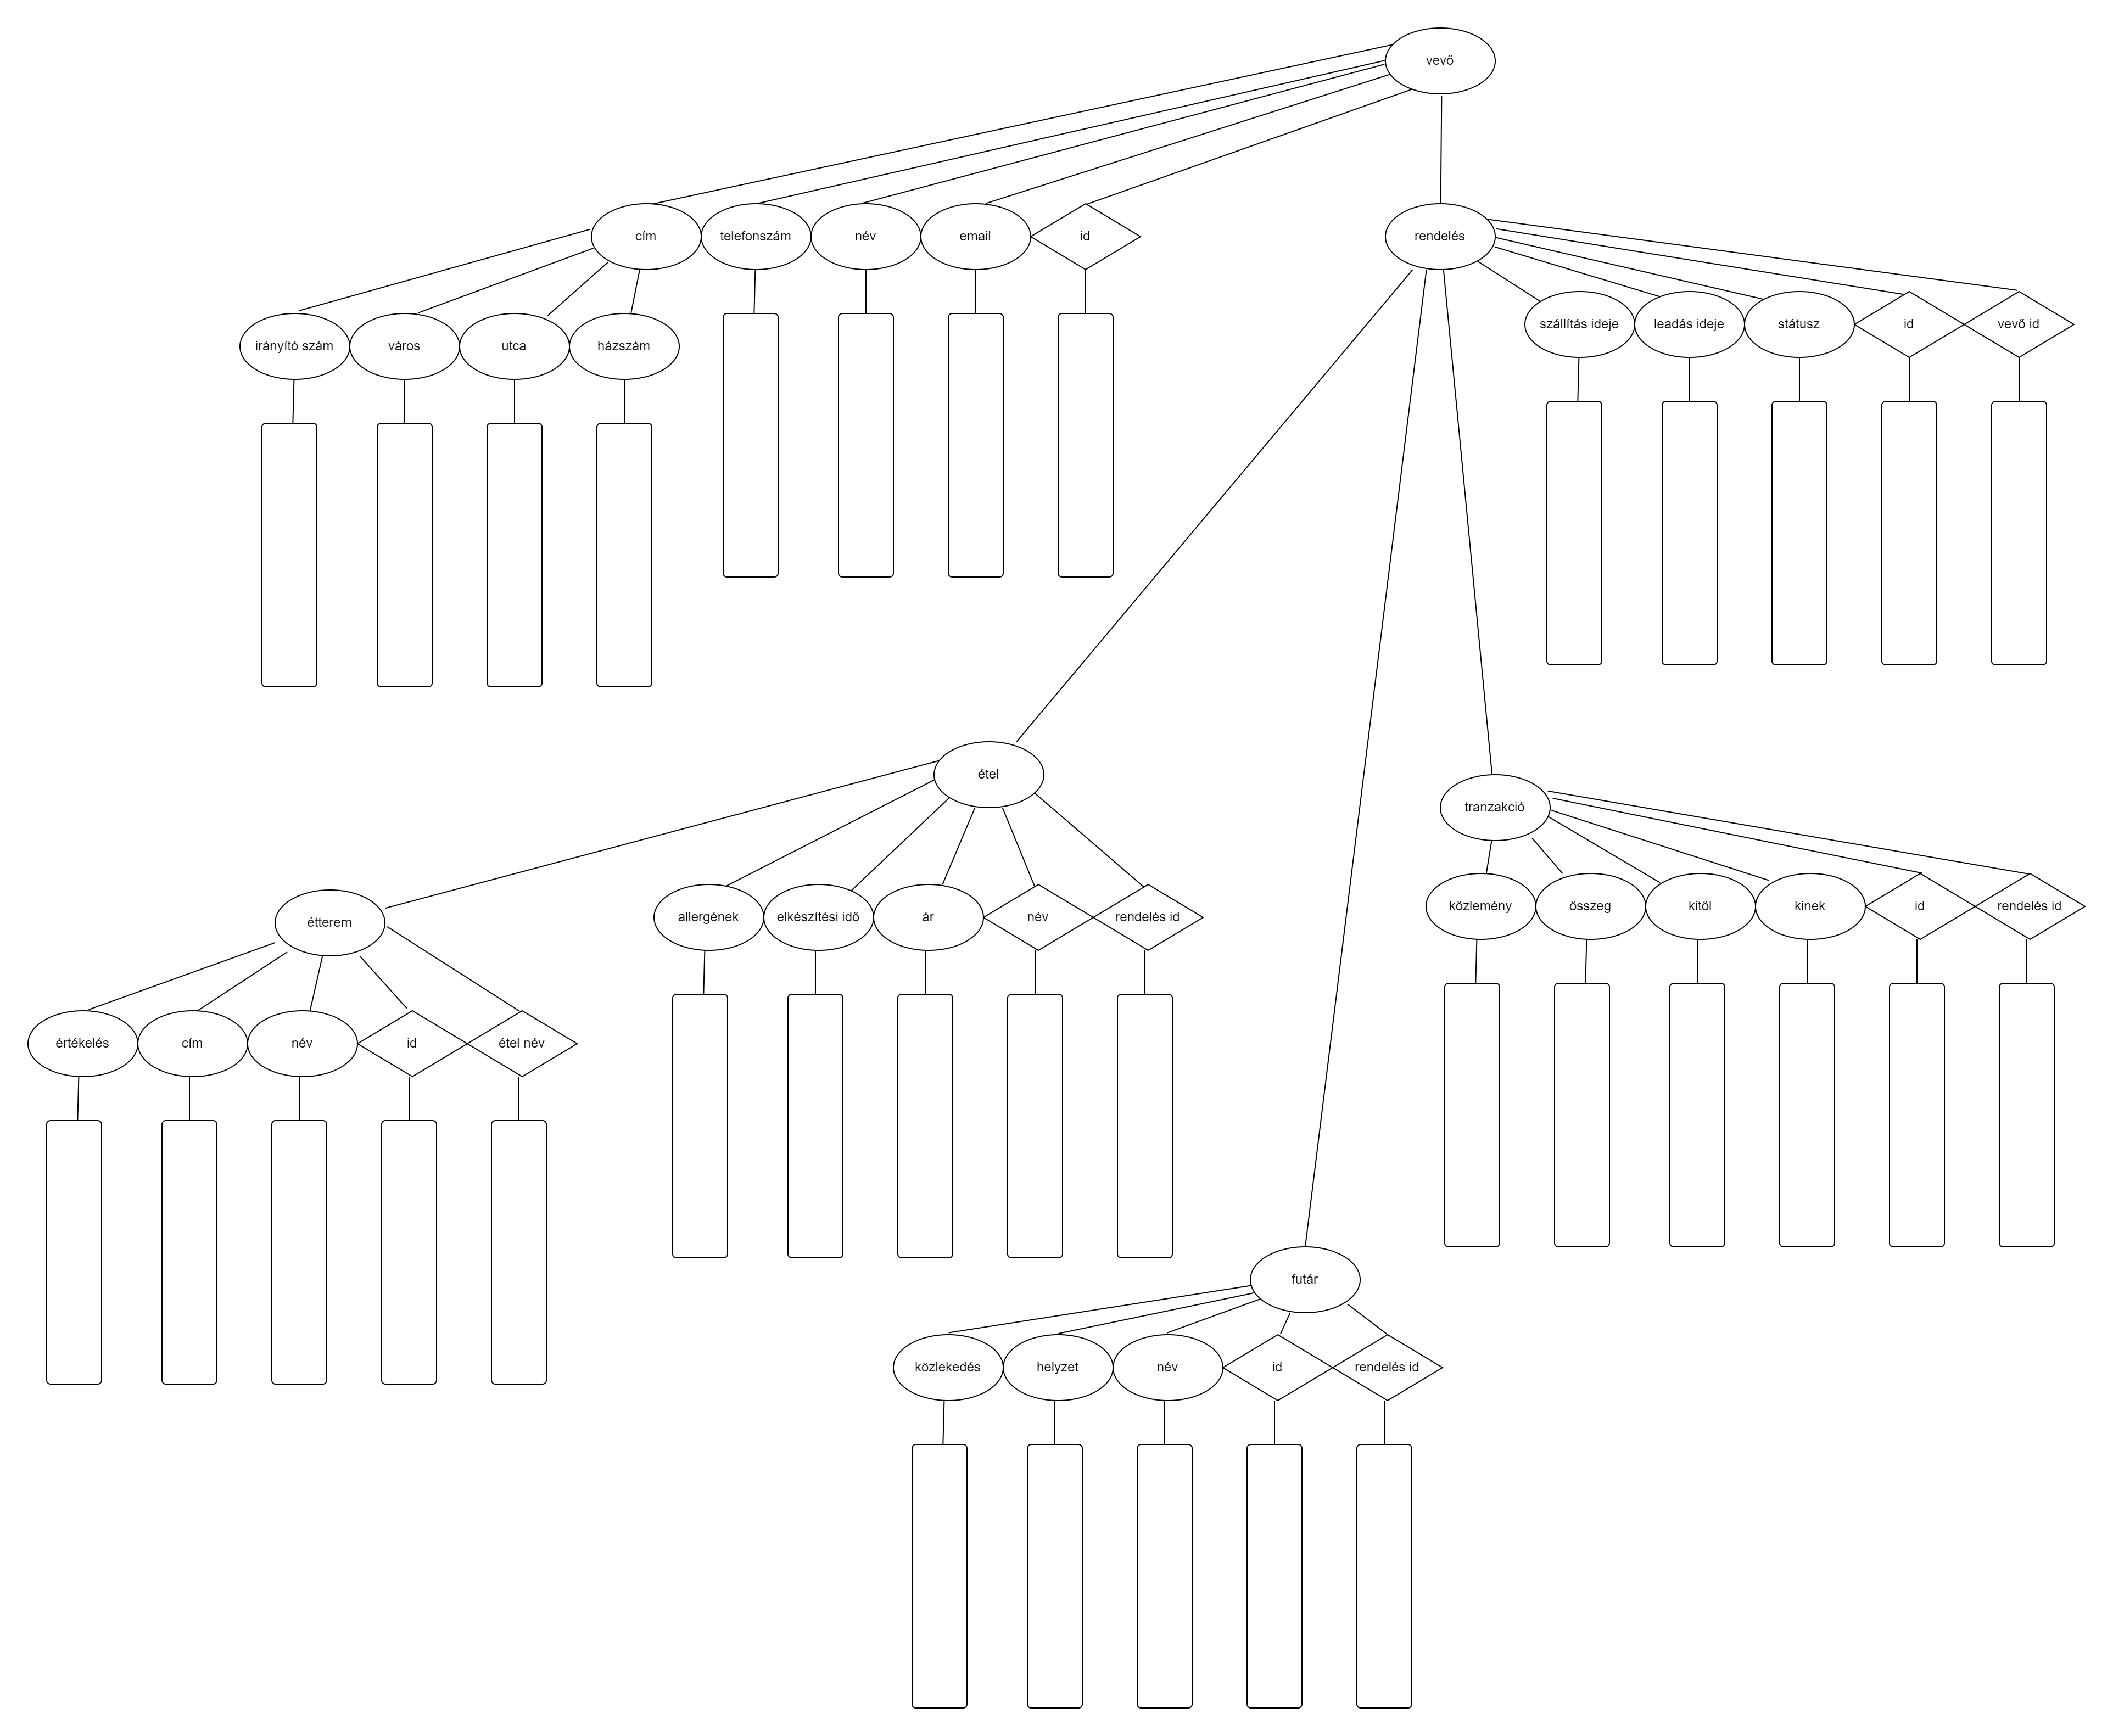 vevő
cím
telefonszám
név
email
id
rendelés
irányító szám
város
utca
házszám
szállítás ideje
leadás ideje
státusz
id
vevő id
étel
tranzakció
étterem
allergének
elkészítési idő
ár
név
rendelés id
közlemény
összeg
kitől
kinek
id
rendelés id
értékelés
cím
név
id
étel név
futár
közlekedés
helyzet
név
id
rendelés id